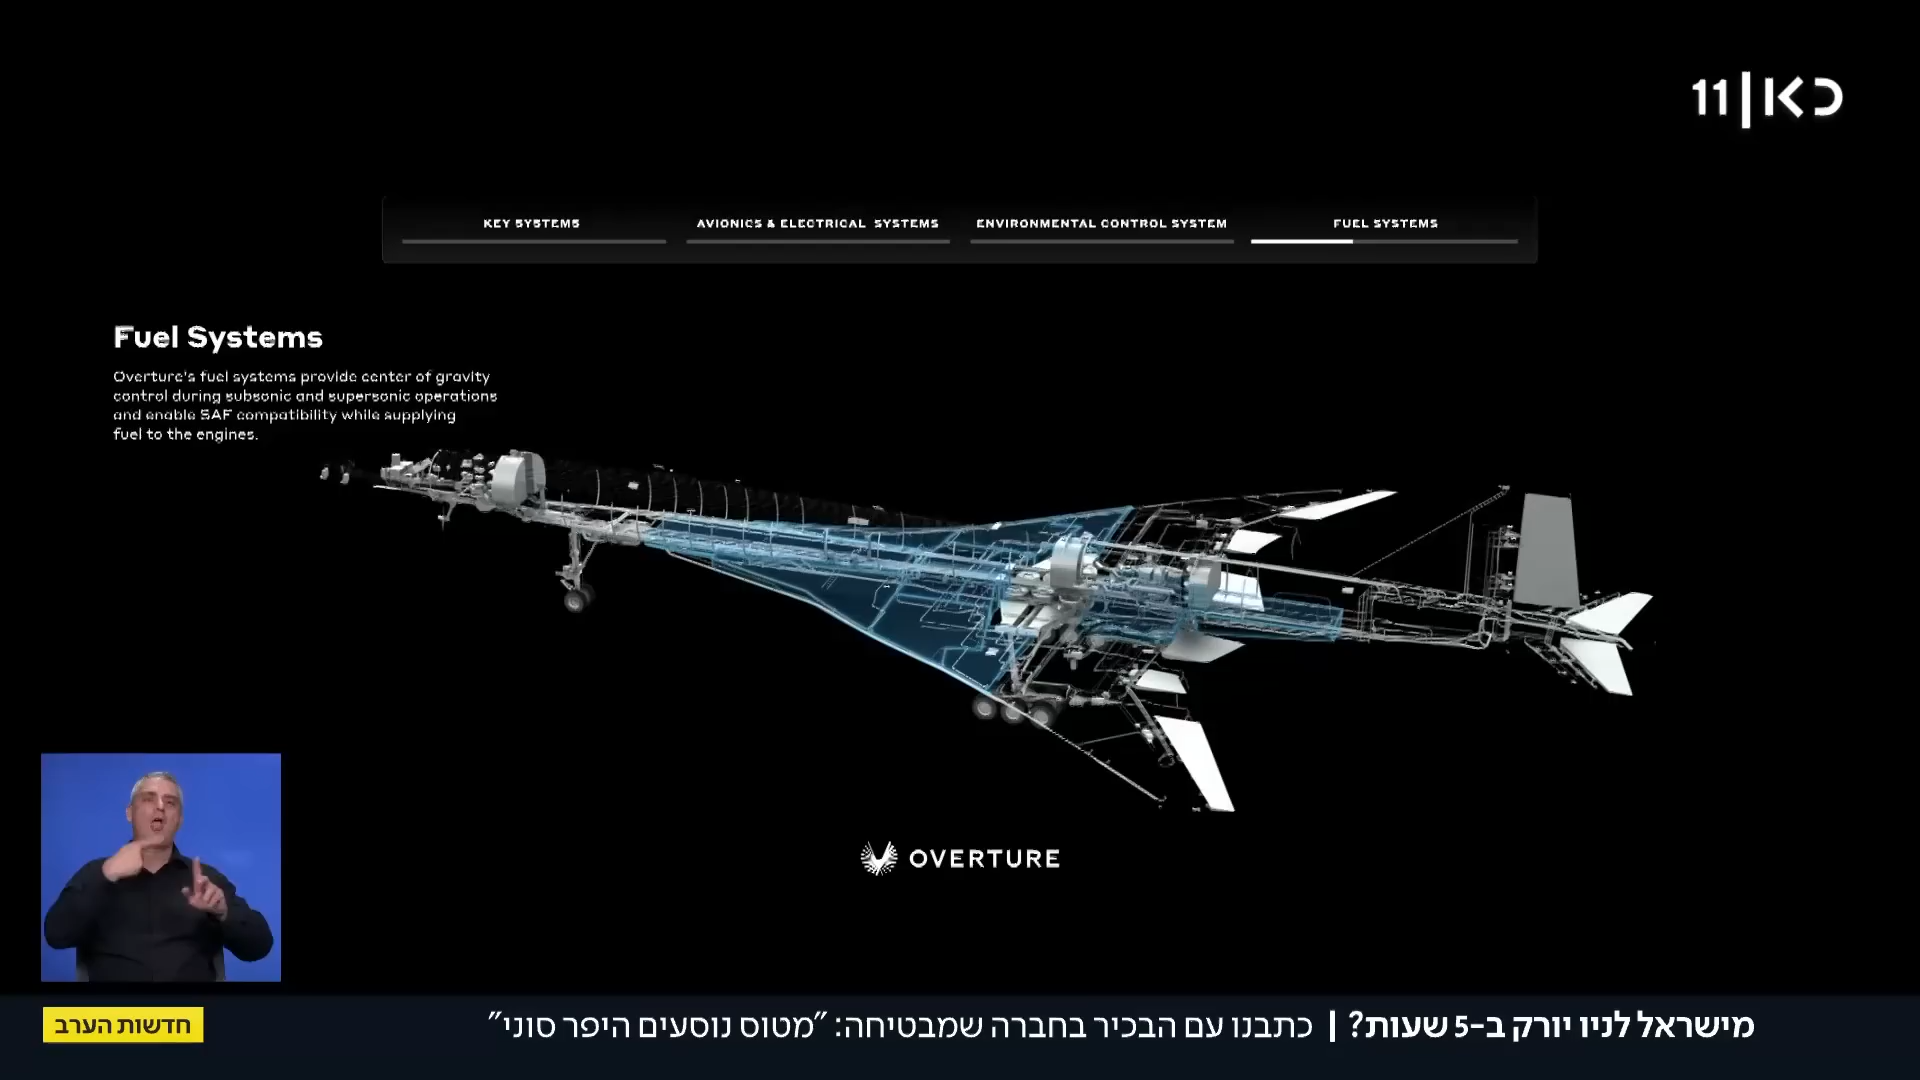 כאן|11
KEY SYSTEMS
AVIONICS & ELECTRICAL SYSTEMS
ENVIRONMENTAL CONTROL SYSTEM
FUEL SYSTEMS
Fuel Systems
Overture's fuel systems provide center of gravity
control during subsonic and supersonic operations
and enable SAF compatibility while supplying
fuel to the engines.
OVERTURE
מישראל לניו יורק ב-5 שעות? | כתבנו עם הבכיר בחברה שמבטיחה: "מטוס נוסעים היפר סוני"
חדשות הערב